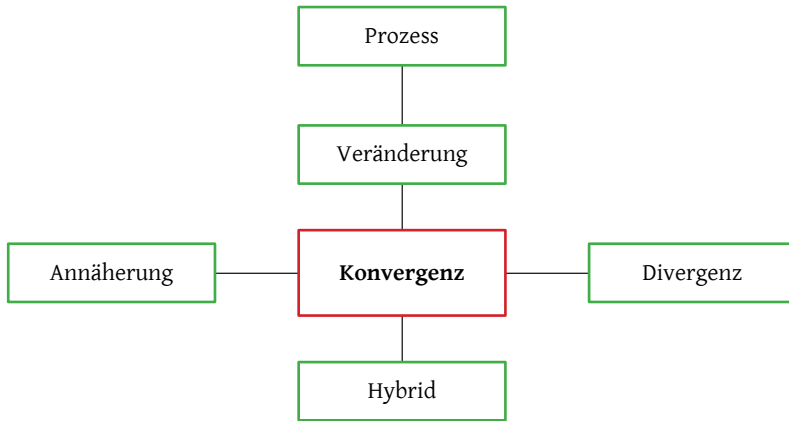 Prozess
Veränderung
Annäherung
Konvergenz
Divergenz
Hybrid